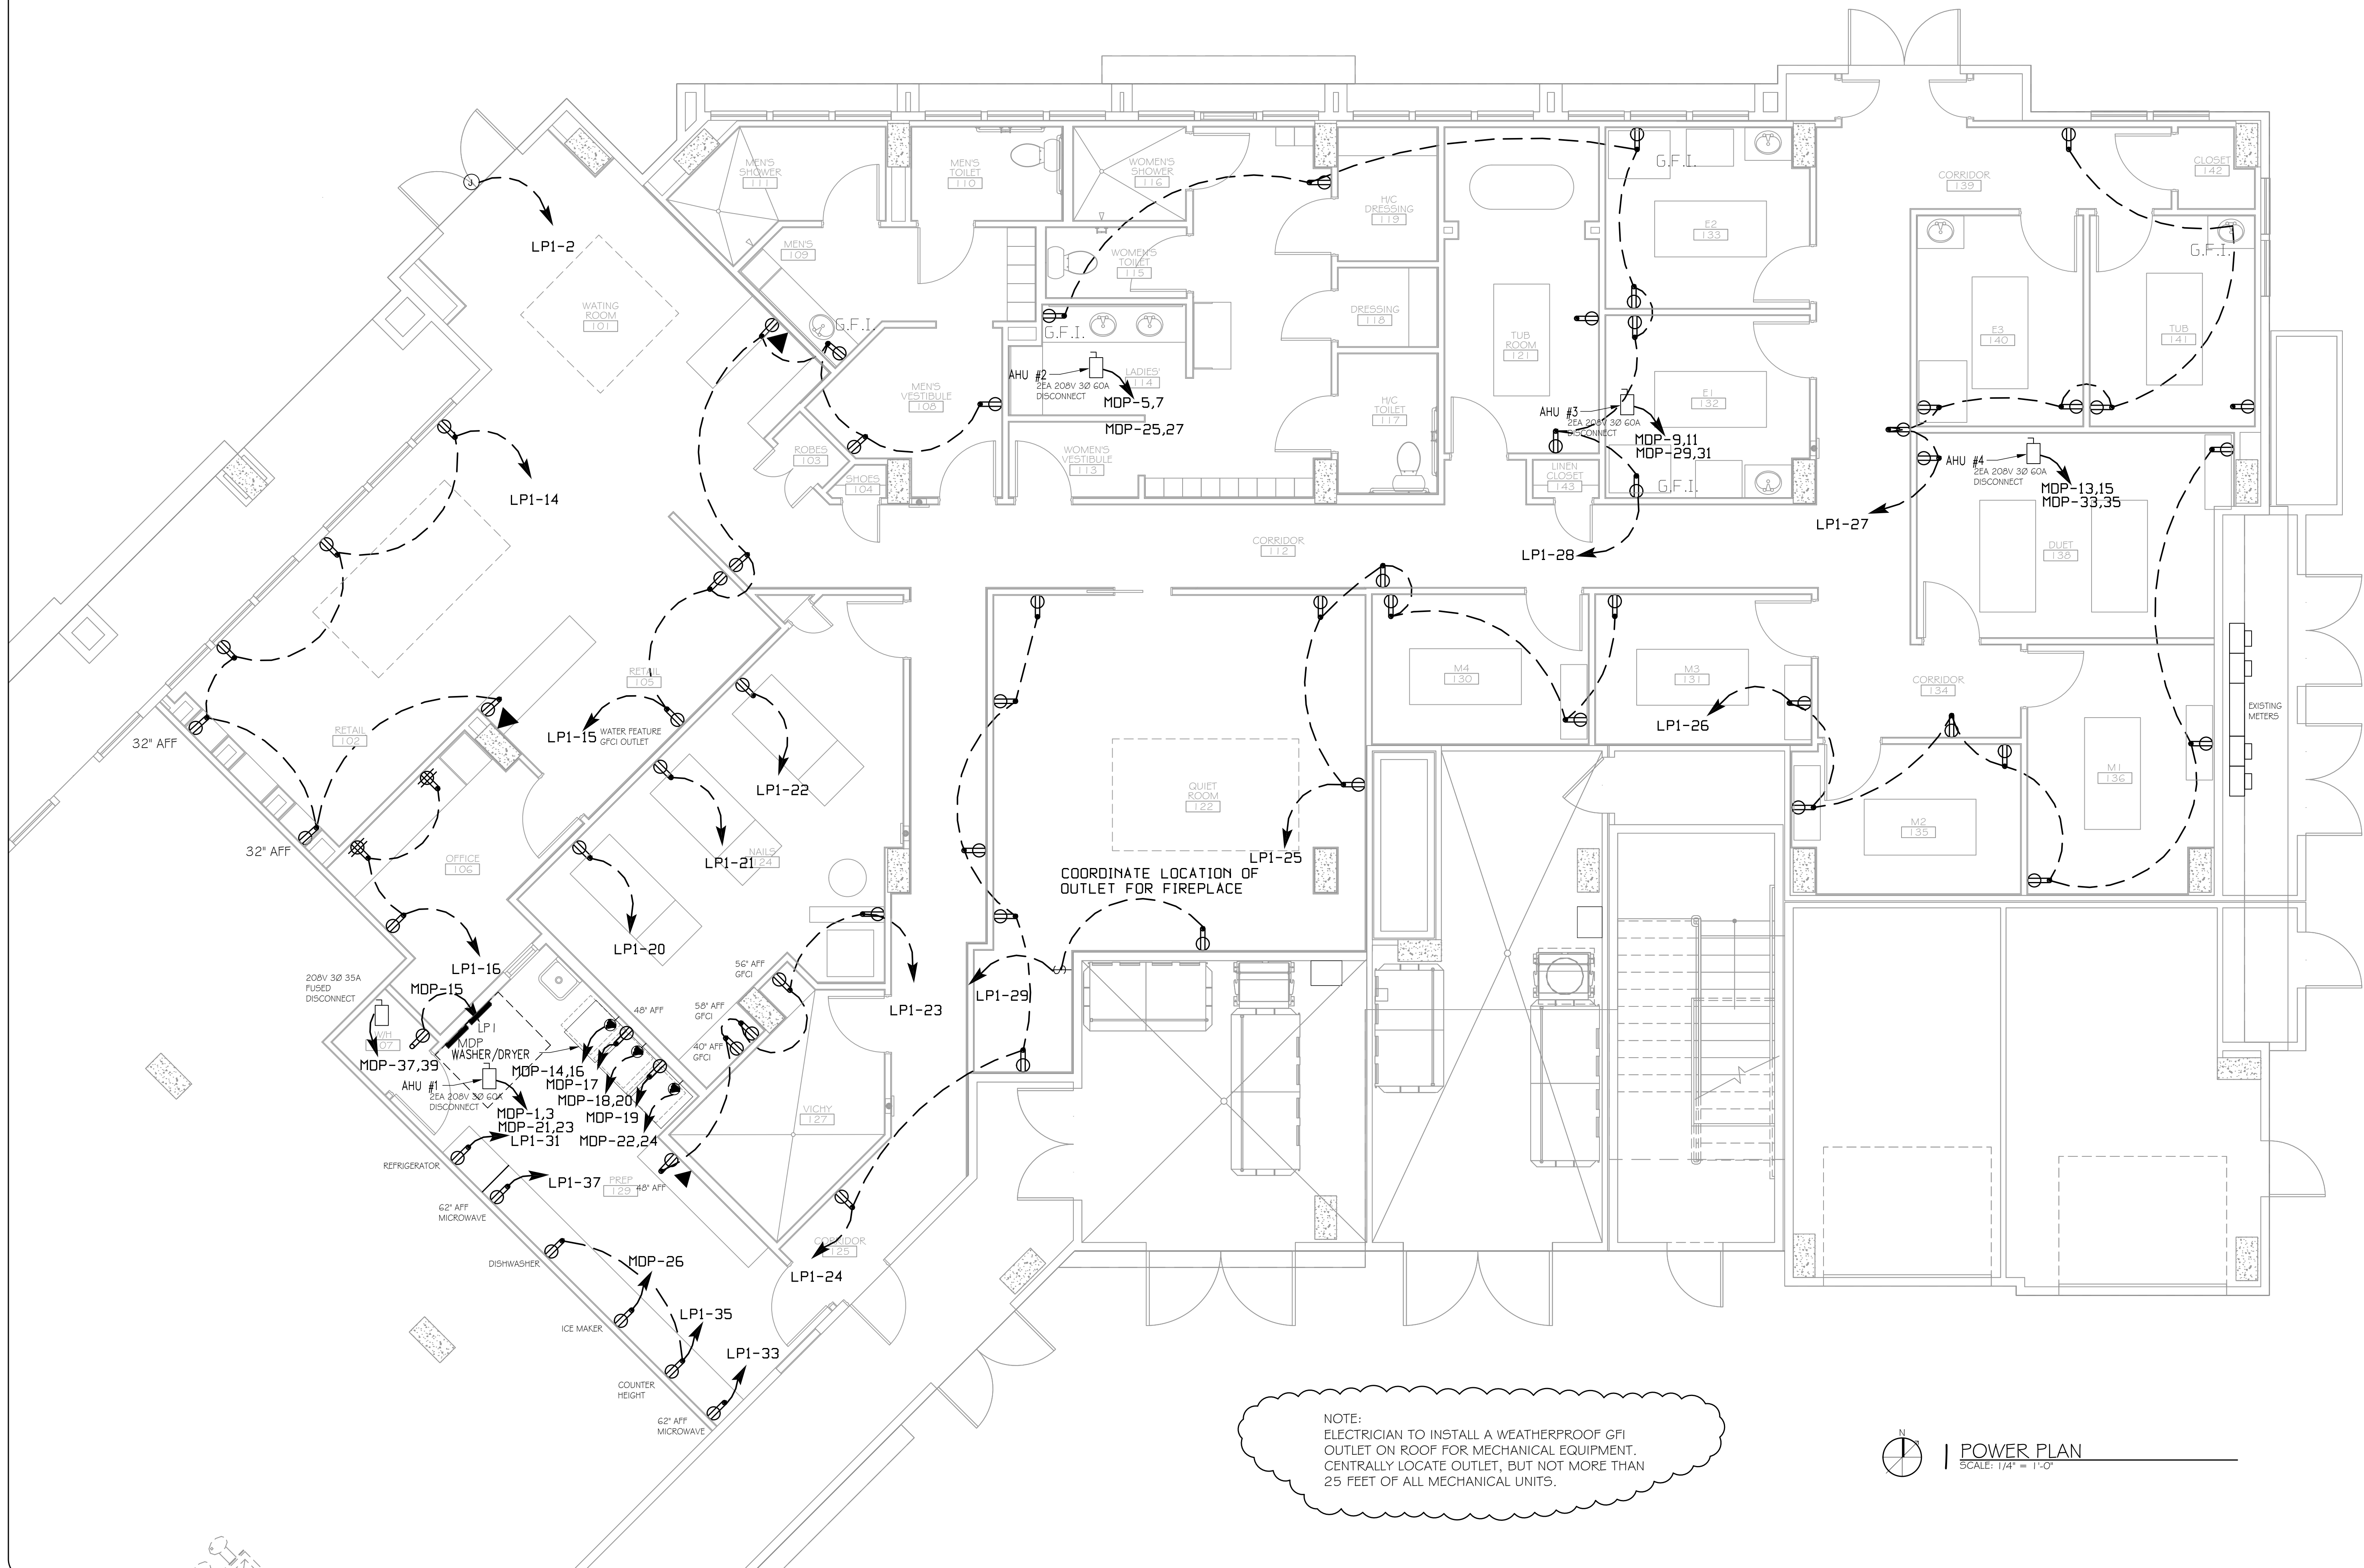 MEN'S
SHOWER
111
MEN'S
TOILET
110
WOMEN'S
SHOWER
116
H/C
DRESSING
119
G.F.I.
E2
133
CORRIDOR
139
CLOSET
142
LP1-2
WATING
ROOM
101
MEN'S
109
G.F.I.
WOMEN'S
TOILET
115
G.F.I.
DRESSING
118
TUB
ROOM
121
E3
140
TUB
141
G.F.I.
AHU #2
2EA 208V 3Ø 60A
DISCONNECT
LADIES'
114
MDP-5,7
MDP-25,27
MEN'S
VESTIBULE
108
H/C
TOILET
117
E1
132
AHU #3
2EA 208V 3Ø 60A
DISCONNECT
MDP-9,11
MDP-29,31
ROBES
103
SHOES
104
WOMEN'S
VESTIBULE
113
LINEN
CLOSET
143
G.F.I.
AHU #4
2EA 208V 3Ø 60A
DISCONNECT
MDP-13,15
MDP-33,35
LP1-14
LP1-27
CORRIDOR
112
LP1-28
DUET
138
RETAIL
105
M4
130
M3
131
CORRIDOR
134
EXISTING
METERS
RETAIL
102
32" AFF
LP1-15
WATER FEATURE
GFCI OUTLET
LP1-26
M1
136
LP1-22
QUIET
ROOM
122
M2
135
32" AFF
OFFICE
106
LP1-21
NAILS
124
LP1-25
COORDINATE LOCATION OF
OUTLET FOR FIREPLACE
LP1-20
LP1-16
56" AFF
GFCI
208V 3Ø 35A
FUSED
DISCONNECT
MDP-15
LP1-29
LP1-23
58" AFF
GFCI
48" AFF
LP1
MDP
W/H
107
40" AFF
GFCI
WASHER/DRYER
MDP-37,39
MDP-14,16
MDP-17
MDP-18,20
MDP-19
MDP-22,24
AHU #1
2EA 208V 3Ø 60A
DISCONNECT
MDP-1,3
MDP-21,23
LP1-31
VICHY
127
REFRIGERATOR
LP1-37
PREP
129
48" AFF
62" AFF
MICROWAVE
CORRIDOR
125
DISHWASHER
MDP-26
LP1-24
ICE MAKER
LP1-35
LP1-33
COUNTER
HEIGHT
62" AFF
MICROWAVE
NOTE:
ELECTRICIAN TO INSTALL A WEATHERPROOF GFI
OUTLET ON ROOF FOR MECHANICAL EQUIPMENT.
CENTRALLY LOCATE OUTLET, BUT NOT MORE THAN
25 FEET OF ALL MECHANICAL UNITS.
N
1
POWER PLAN
SCALE: 1/4" = 1'-0"